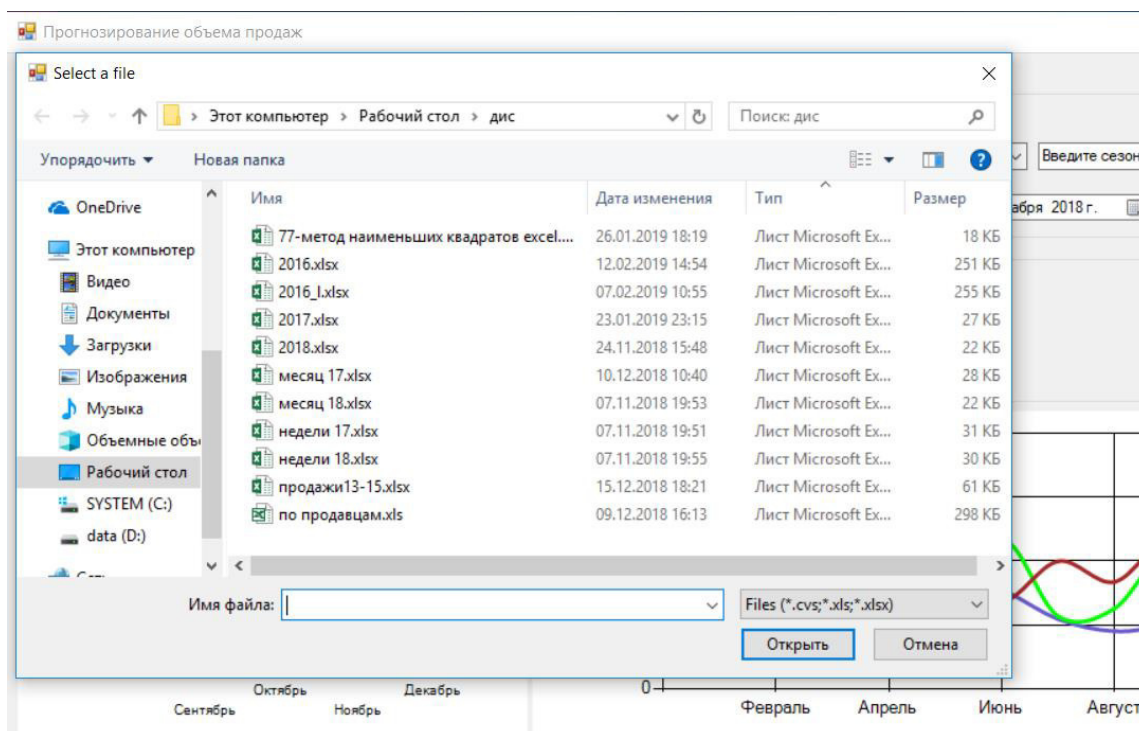 Прогнозирование объема продаж
Select a file
Этот компьютер > Рабочий стол > дис
Поиск: дис
Упорядочить
Новая папка
Введите сезон
абря 2018 г.
OneDrive
Этот компьютер
Видео
Документы
Загрузки
Изображения
Музыка
Объемные объ
Рабочий стол
SYSTEM (C:)
data (D:)
Имя Дата изменения Тип Размер
77-метод наименьших квадратов excel.... 26.01.2019 18:19 Лист Microsoft Ex... 18 КБ
2016.xlsx 12.02.2019 14:54 Лист Microsoft Ex... 251 КБ
2016_I.xlsx 07.02.2019 10:55 Лист Microsoft Ex... 255 КБ
2017.xlsx 23.01.2019 23:15 Лист Microsoft Ex... 27 КБ
2018.xlsx 24.11.2018 15:48 Лист Microsoft Ex... 22 КБ
месяц 17.xlsx 10.12.2018 10:40 Лист Microsoft Ex... 28 КБ
месяц 18.xlsx 07.11.2018 19:53 Лист Microsoft Ex... 22 КБ
недели 17.xlsx 07.11.2018 19:51 Лист Microsoft Ex... 31 КБ
недели 18.xlsx 07.11.2018 19:55 Лист Microsoft Ex... 30 КБ
продажи13-15.xlsx 15.12.2018 18:21 Лист Microsoft Ex... 61 КБ
по продавцам.xls 09.12.2018 16:13 Лист Microsoft Ex... 298 КБ
Имя файла:
Files (*.cvs;*.xls;*.xlsx)
Открыть Отмена
Октябрь Декабрь
Сентябрь Ноябрь
0
Февраль Апрель Июнь Август